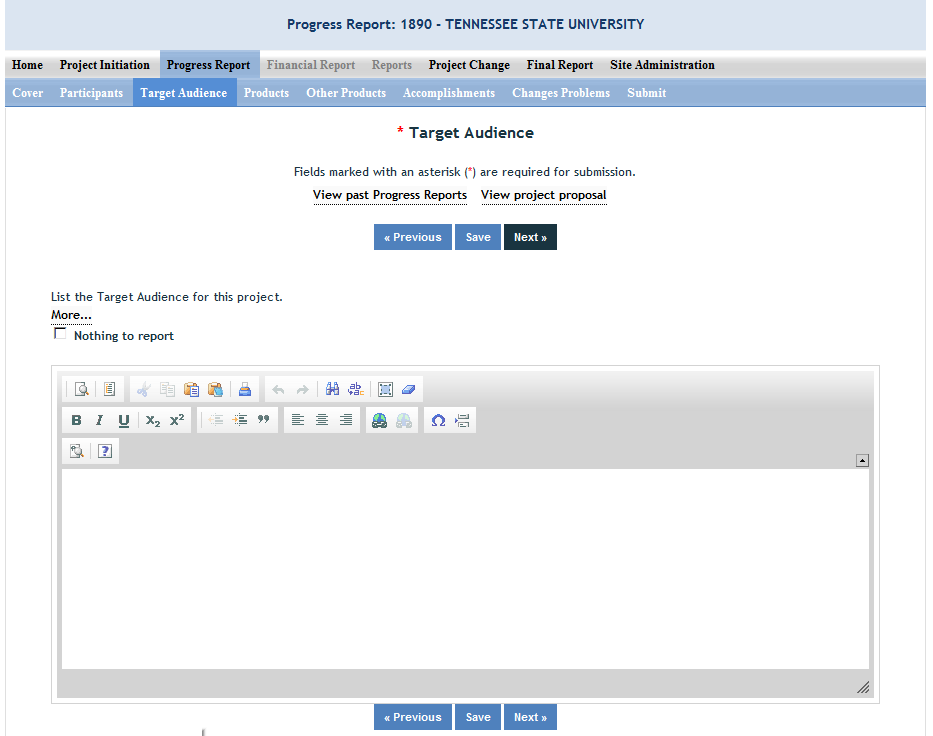 Progress Report: 1890 - TENNESSEE STATE UNIVERSITY
Home Project Initiation Progress Report Financial Report Reports Project Change Final Report Site Administration
Cover Participants Target Audience Products Other Products Accomplishments Changes Problems Submit
* Target Audience
Fields marked with an asterisk (*) are required for submission.
View past Progress Reports View project proposal
« Previous Save Next »
List the Target Audience for this project.
More...
Nothing to report
B I U x₂ x²
« Previous Save Next »